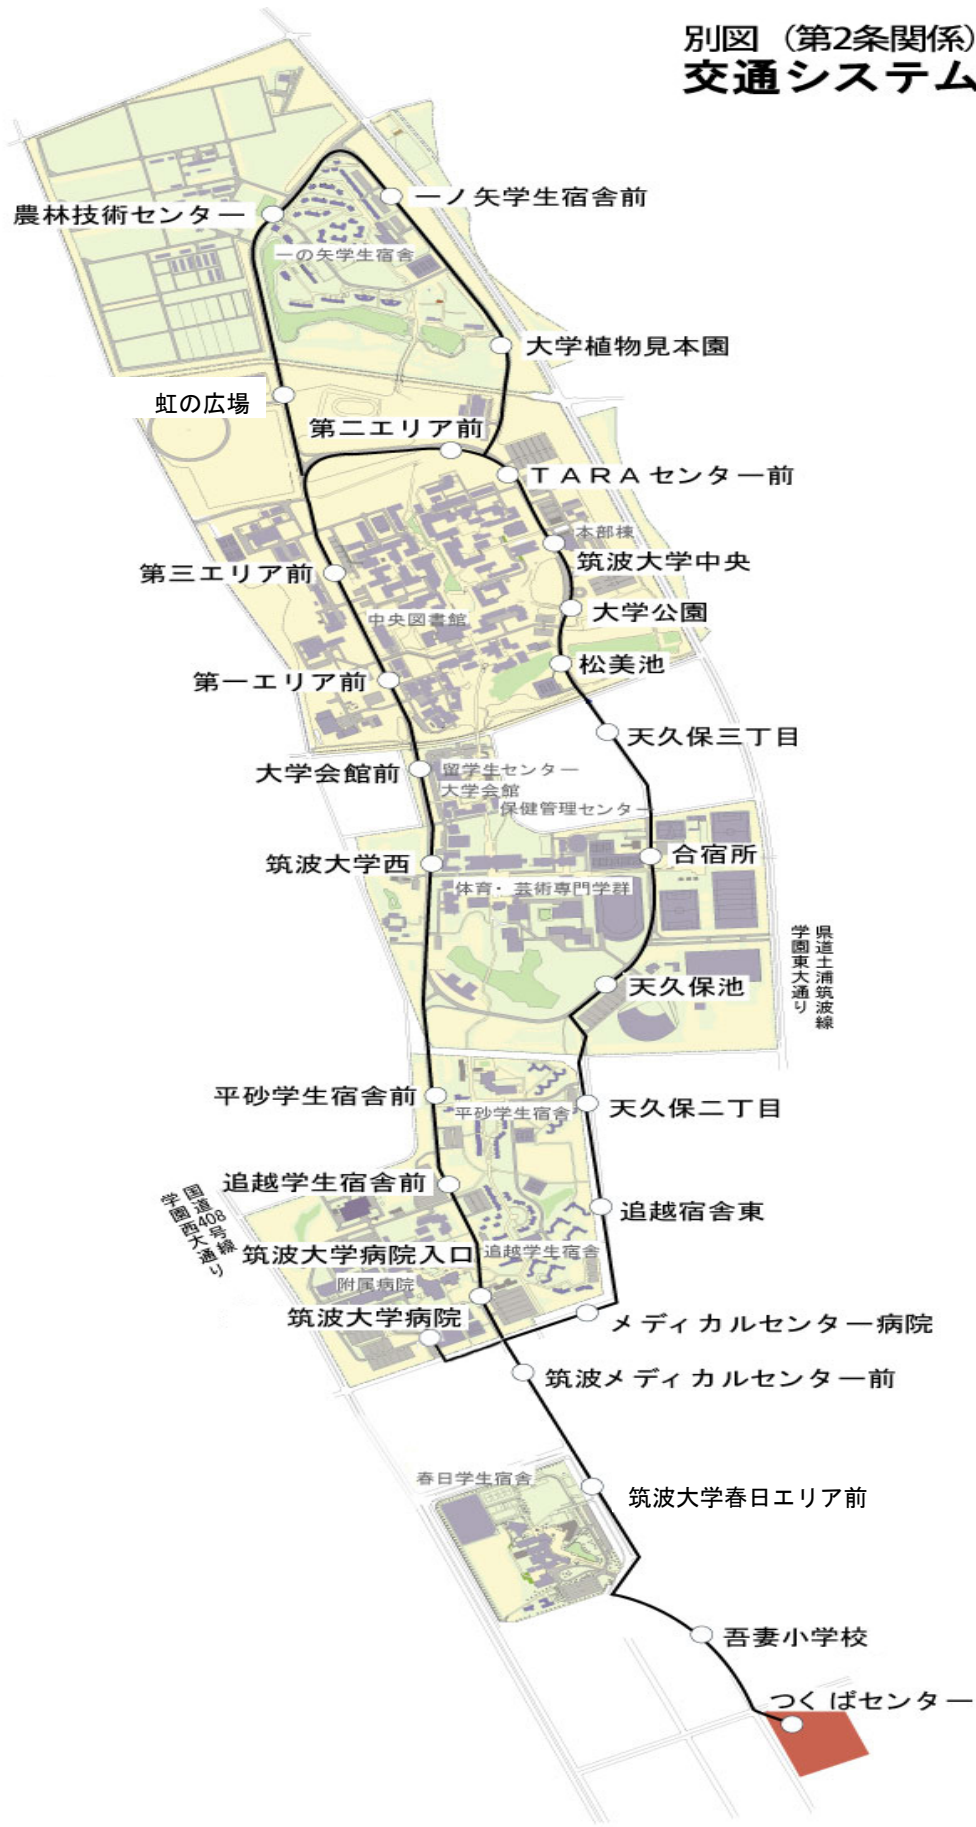 別図（第2条関係）
交通システム
一ノ矢学生宿舎前
農林技術センター
一の矢学生宿舎
大学植物見本園
虹の広場
第二エリア前
ＴＡＲＡセンター前
本部棟
筑波大学中央
第三エリア前
大学公園
中央図書館
松美池
第一エリア前
天久保三丁目
大学会館前
留学生センター
大学会館
保健管理センター
筑波大学西
合宿所
体育・芸術専門学群
県道土浦筑波線
学園東大通り
天久保池
平砂学生宿舎前
平砂学生宿舎
天久保二丁目
追越学生宿舎前
国道408号線
学園西大通り
追越宿舎東
筑波大学病院入口
追越学生宿舎
附属病院
筑波大学病院
メディカルセンター病院
筑波メディカルセンター前
春日学生宿舎
筑波大学春日エリア前
吾妻小学校
つくばセンター